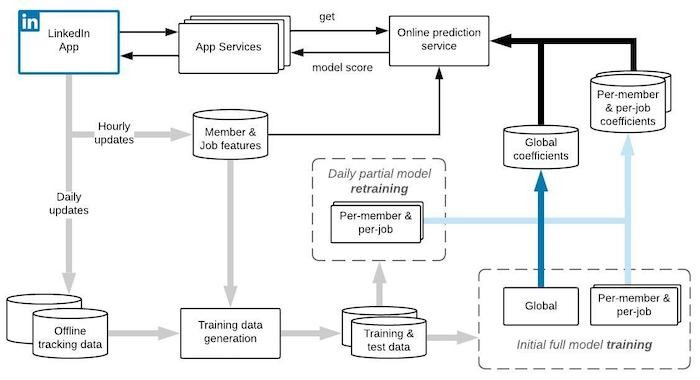 in
LinkedIn
App
App Services
get
model score
Online prediction
service
Per-member
& per-job
coefficients
Hourly
updates
Member &
Job features
Global
coefficients
Daily partial model
retraining
Per-member &
per-job
Daily
updates
Offline
tracking data
Training data
generation
Training &
test data
Global
Per-member &
per-job
Initial full model training